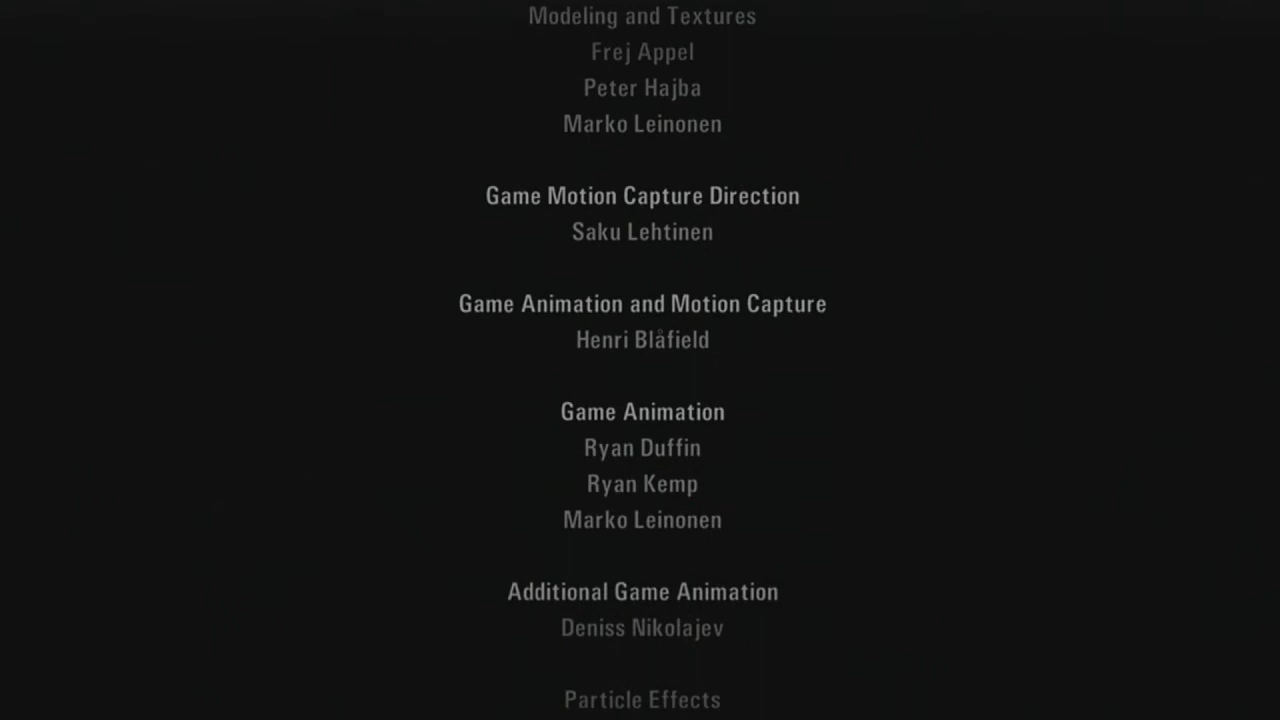 Modeling and Textures
Frej Appel
Peter Hajba
Marko Leinonen
Game Motion Capture Direction
Saku Lehtinen
Game Animation and Motion Capture
Henri Blåfield
Game Animation
Ryan Duffin
Ryan Kemp
Marko Leinonen
Additional Game Animation
Deniss Nikolajev
Particle Effects